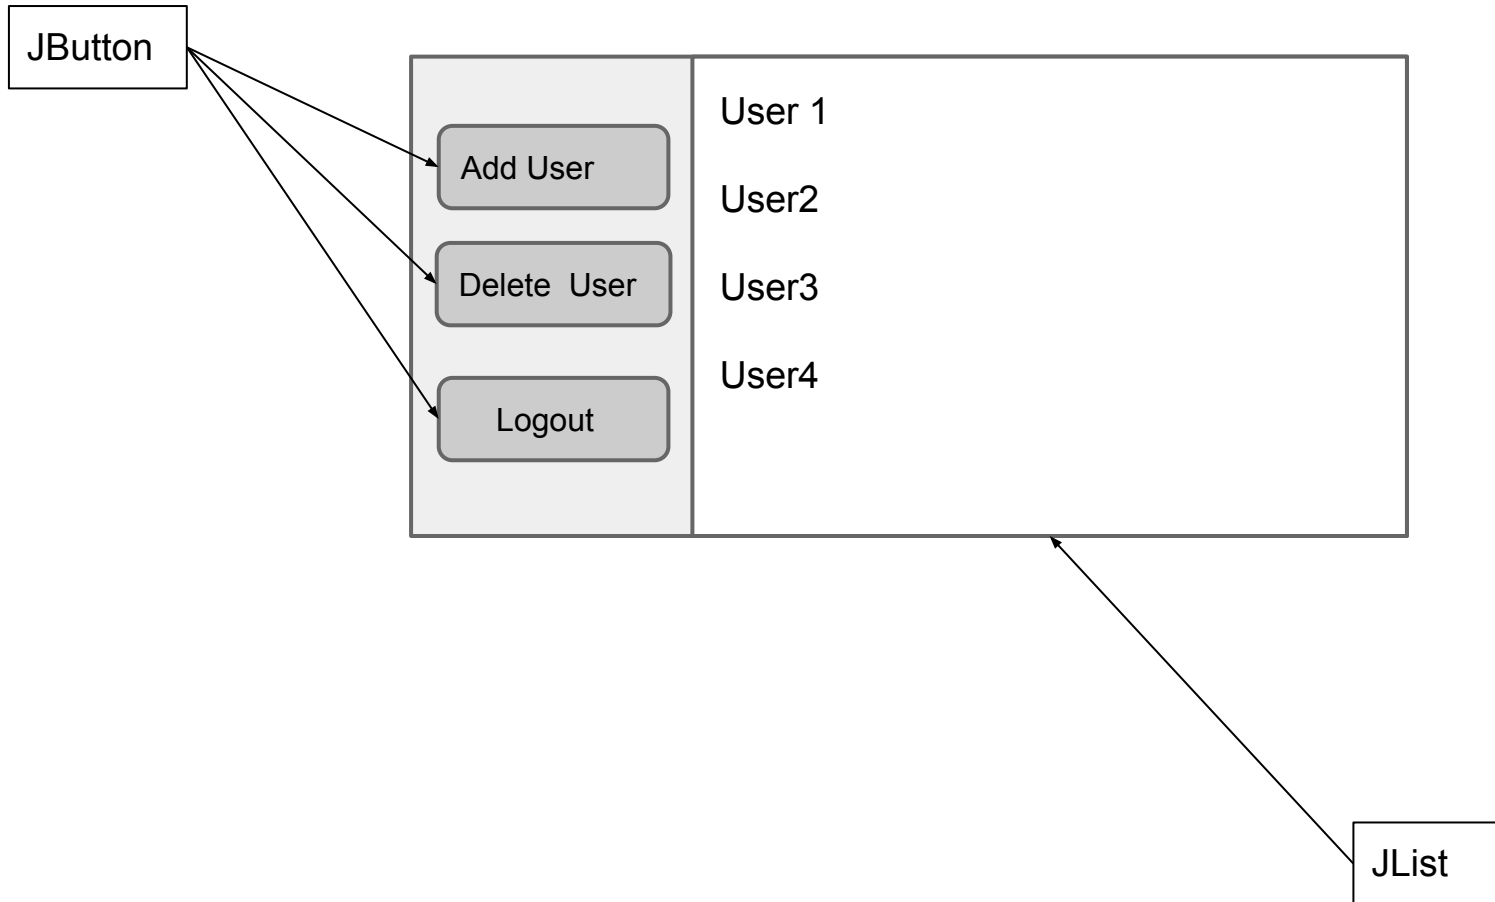 JButton
Add User
Delete  User
Logout
User 1
User2
User3
User4
JList